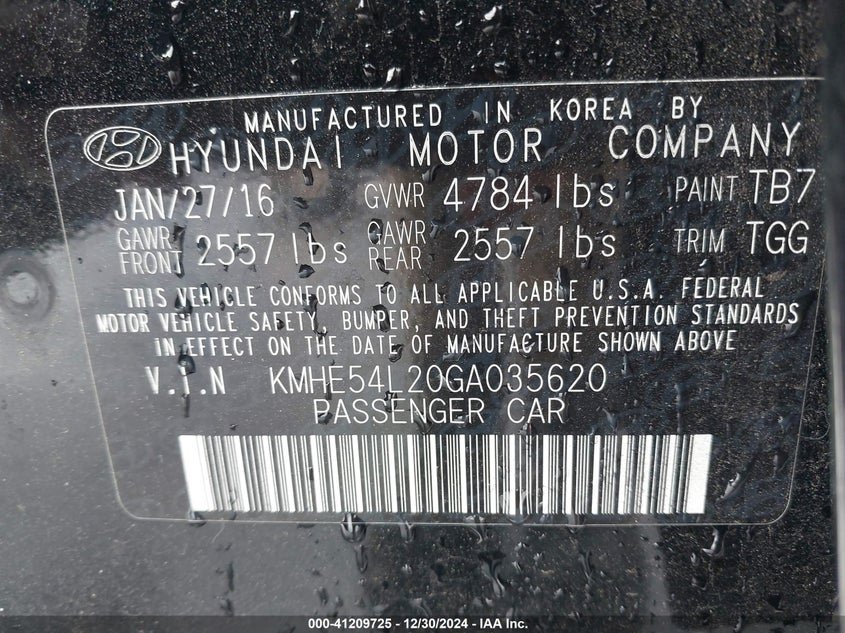 MANUFACTURED IN KOREA BY
HYUNDAI MOTOR COMPANY
JAN/27/16 GVWR 4784 lbs PAINT TB7
GAWR FRONT 2557 lbs GAWR REAR 2557 lbs TRIM TGG
THIS VEHICLE CONFORMS TO ALL APPLICABLE U.S.A. FEDERAL
MOTOR VEHICLE SAFETY, BUMPER, AND THEFT PREVENTION STANDARDS
IN EFFECT ON THE DATE OF MANUFACTURE SHOWN ABOVE
V.I.N KMHE54L20GA035620
PASSENGER CAR
000-41209725 - 12/30/2024 - IAA Inc.